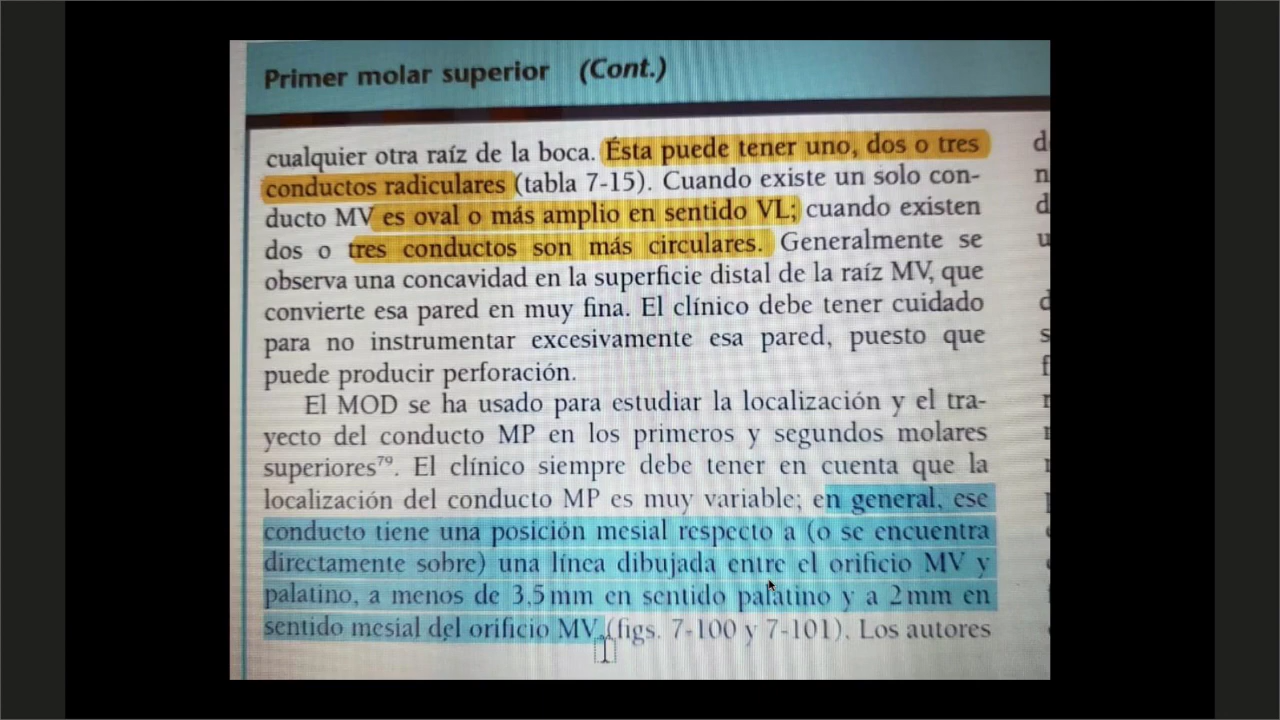 Primer molar superior (Cont.)
cualquier otra raíz de la boca. Ésta puede tener uno, dos o tres
conductos radiculares (tabla 7-15). Cuando existe un solo con-
ducto MV es oval o más amplio en sentido VL; cuando existen
dos o tres conductos son más circulares. Generalmente se
observa una concavidad en la superficie distal de la raíz MV, que
convierte esa pared en muy fina. El clínico debe tener cuidado
para no instrumentar excesivamente esa pared, puesto que
puede producir perforación.
El MOD se ha usado para estudiar la localización y el tra-
yecto del conducto MP en los primeros y segundos molares
superiores⁷⁹. El clínico siempre debe tener en cuenta que la
localización del conducto MP es muy variable; en general, ese
conducto tiene una posición mesial respecto a (o se encuentra
directamente sobre) una línea dibujada entre el orificio MV y
palatino, a menos de 3,5 mm en sentido palatino y a 2 mm en
sentido mesial del orificio MV (figs. 7-100 y 7-101). Los autores